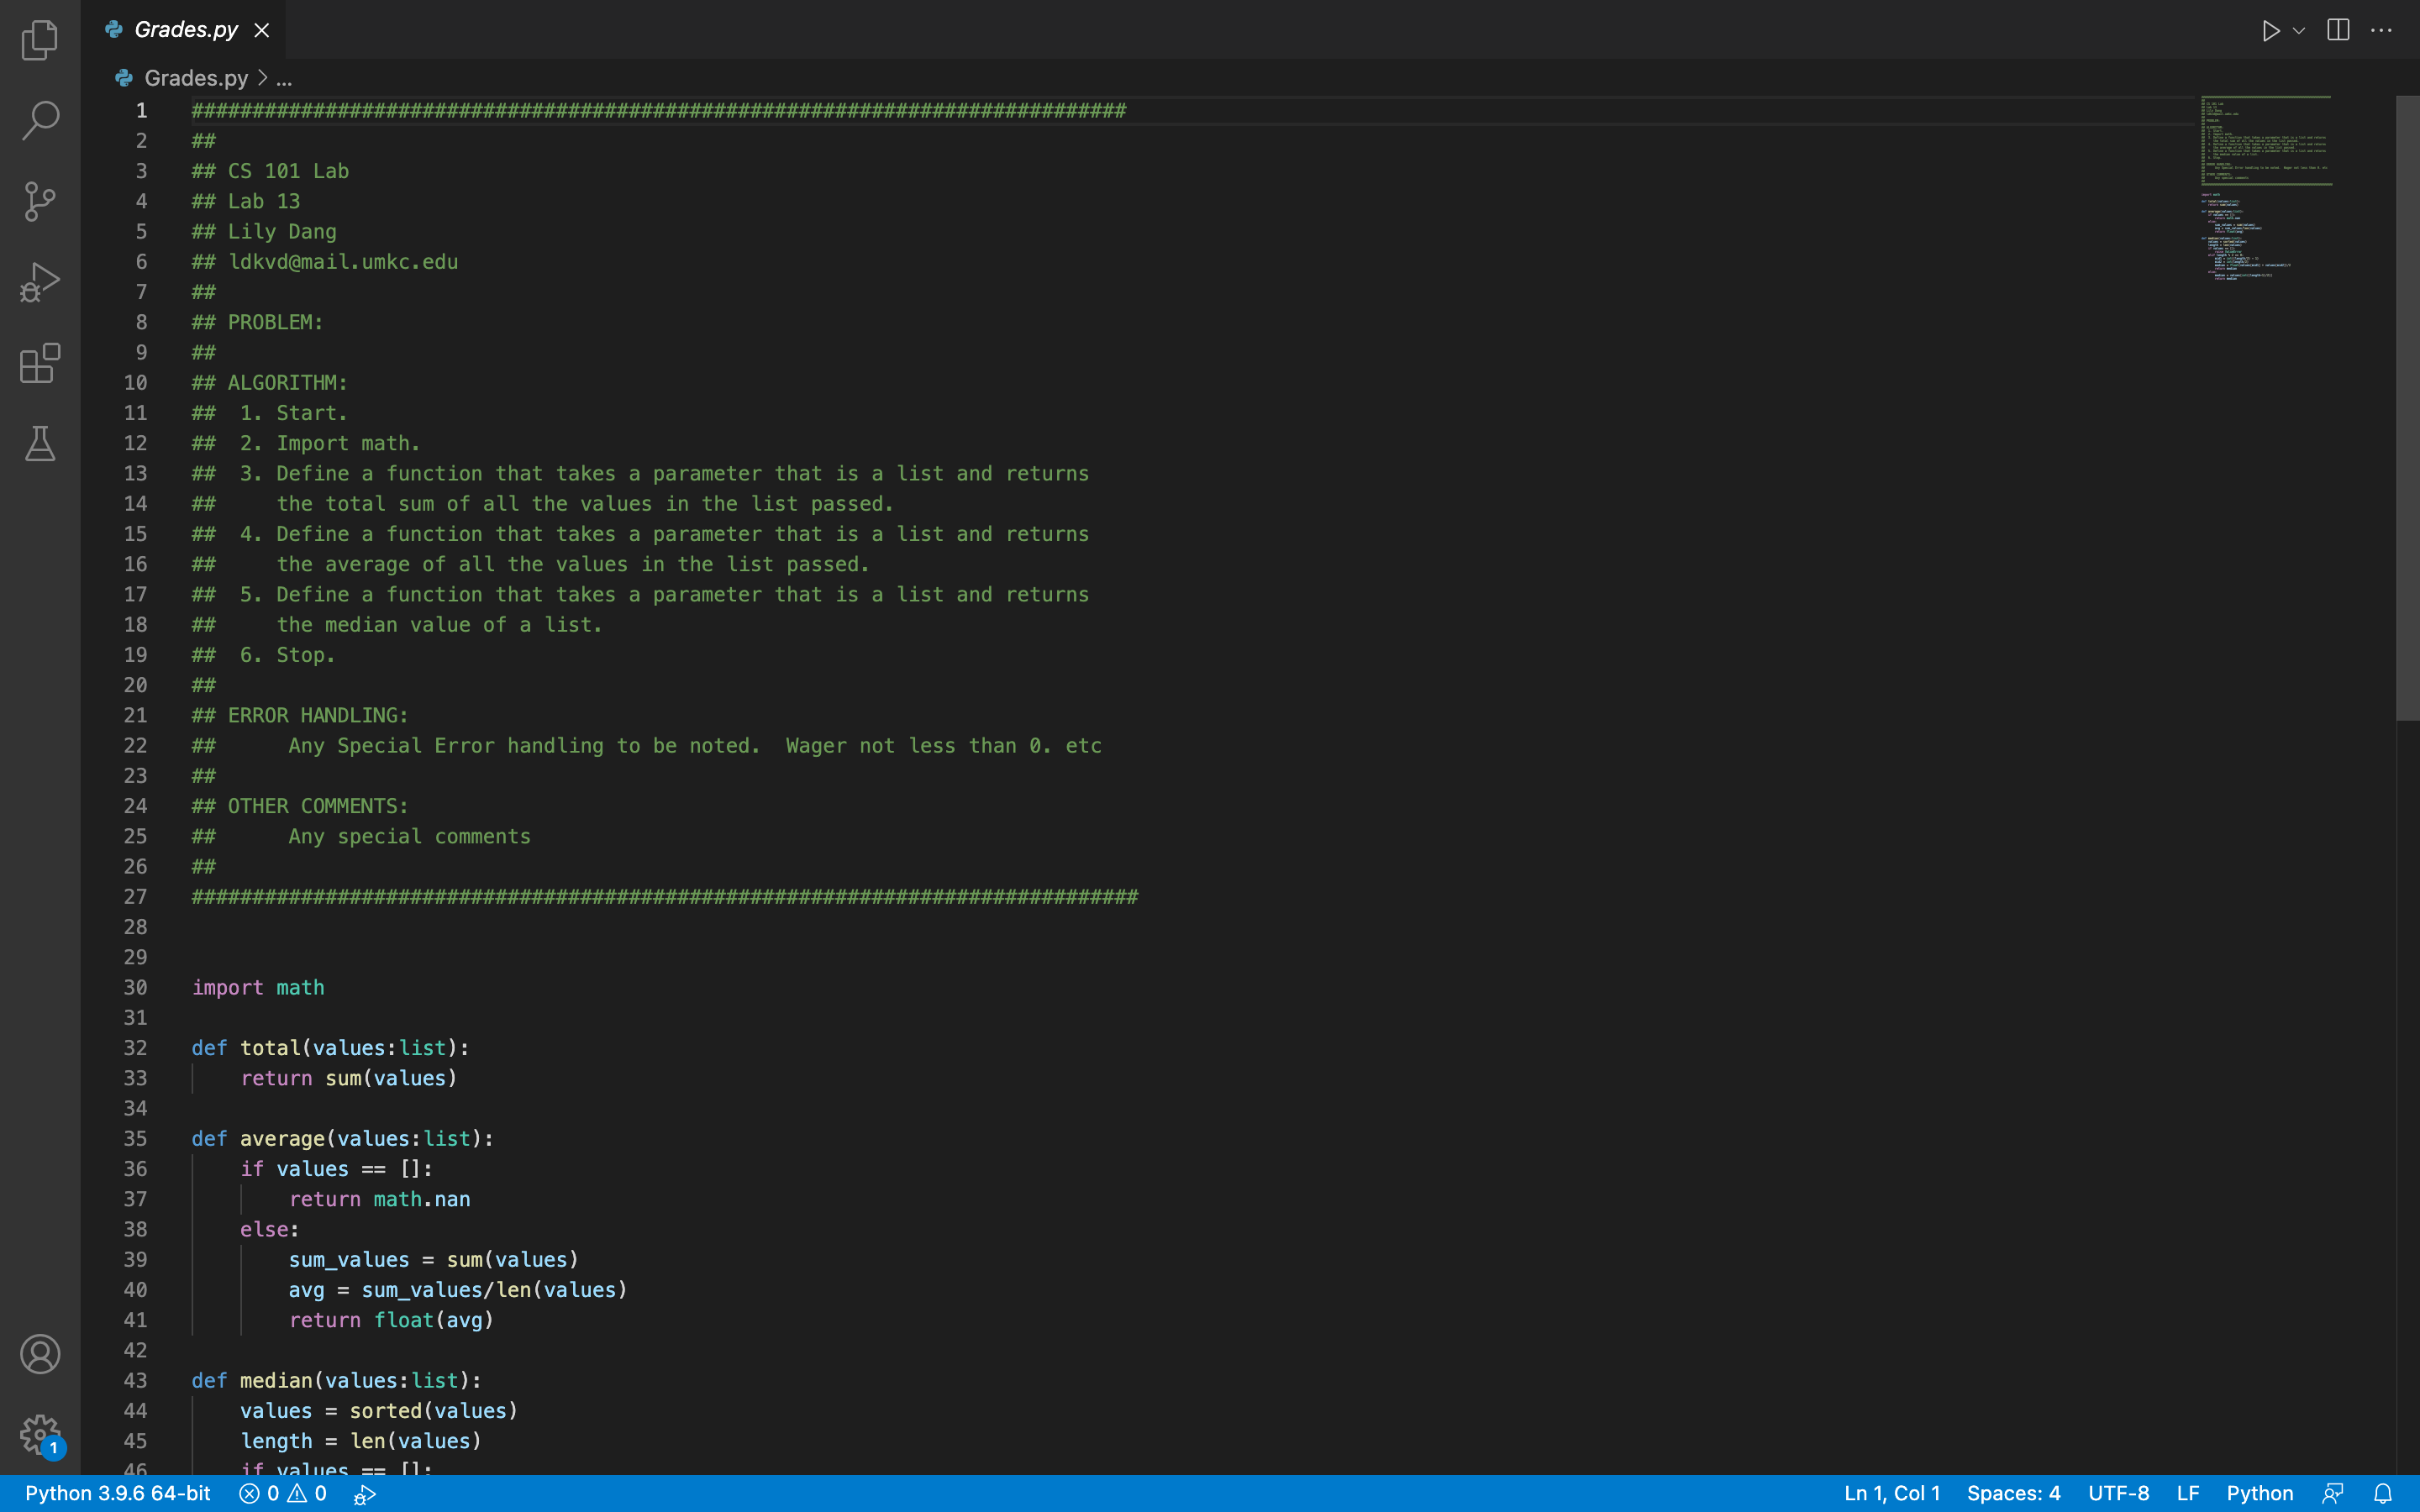 Grades.py
Grades.py > ...
1 #############################################################################
2 ##
3 ## CS 101 Lab
4 ## Lab 13
5 ## Lily Dang
6 ## ldkvd@mail.umkc.edu
7 ##
8 ## PROBLEM:
9 ##
10 ## ALGORITHM:
11 ##  1. Start.
12 ##  2. Import math.
13 ##  3. Define a function that takes a parameter that is a list and returns
14 ##     the total sum of all the values in the list passed.
15 ##  4. Define a function that takes a parameter that is a list and returns
16 ##     the average of all the values in the list passed.
17 ##  5. Define a function that takes a parameter that is a list and returns
18 ##     the median value of a list.
19 ##  6. Stop.
20 ##
21 ## ERROR HANDLING:
22 ##      Any Special Error handling to be noted.  Wager not less than 0. etc
23 ##
24 ## OTHER COMMENTS:
25 ##      Any special comments
26 ##
27 ##############################################################################
28
29
30 import math
31
32 def total(values:list):
33     return sum(values)
34
35 def average(values:list):
36     if values == []:
37         return math.nan
38     else:
39         sum_values = sum(values)
40         avg = sum_values/len(values)
41         return float(avg)
42
43 def median(values:list):
44     values = sorted(values)
45     length = len(values)
46     if values == []:
1
Python 3.9.6 64-bit 0 0 Ln 1, Col 1 Spaces: 4 UTF-8 LF Python